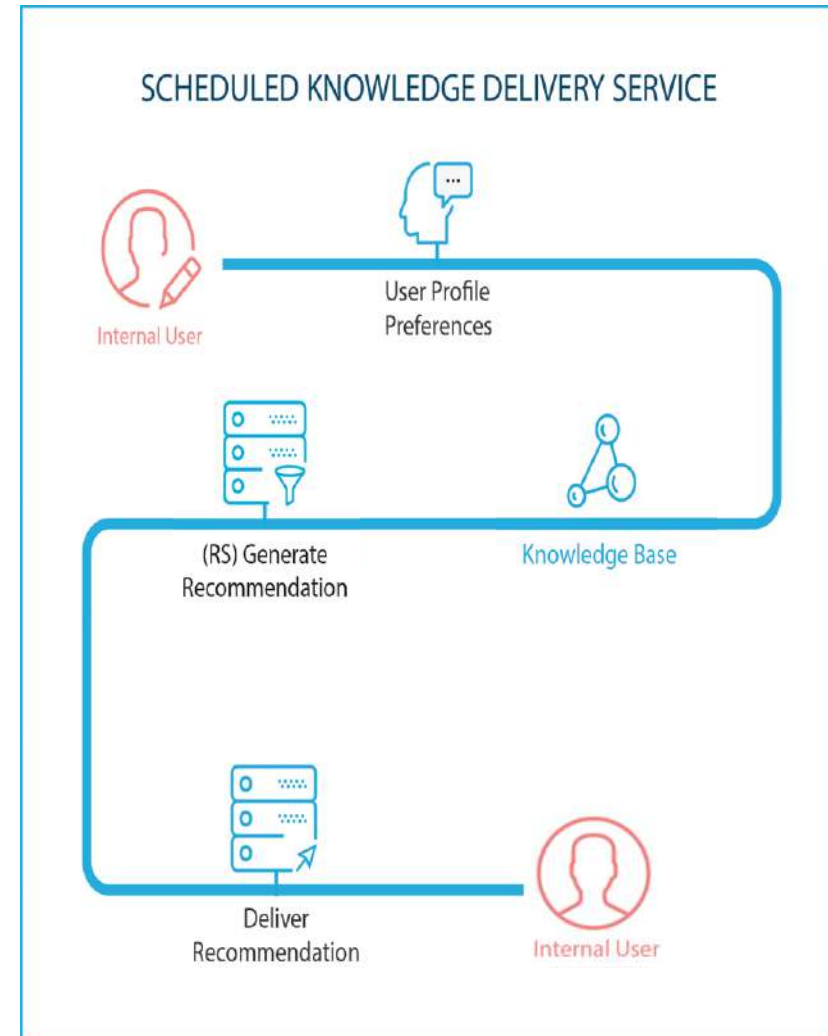 SCHEDULED KNOWLEDGE DELIVERY SERVICE
User Profile
Preferences
Internal User
(RS) Generate
Recommendation
Knowledge Base
Deliver
Recommendation
Internal User